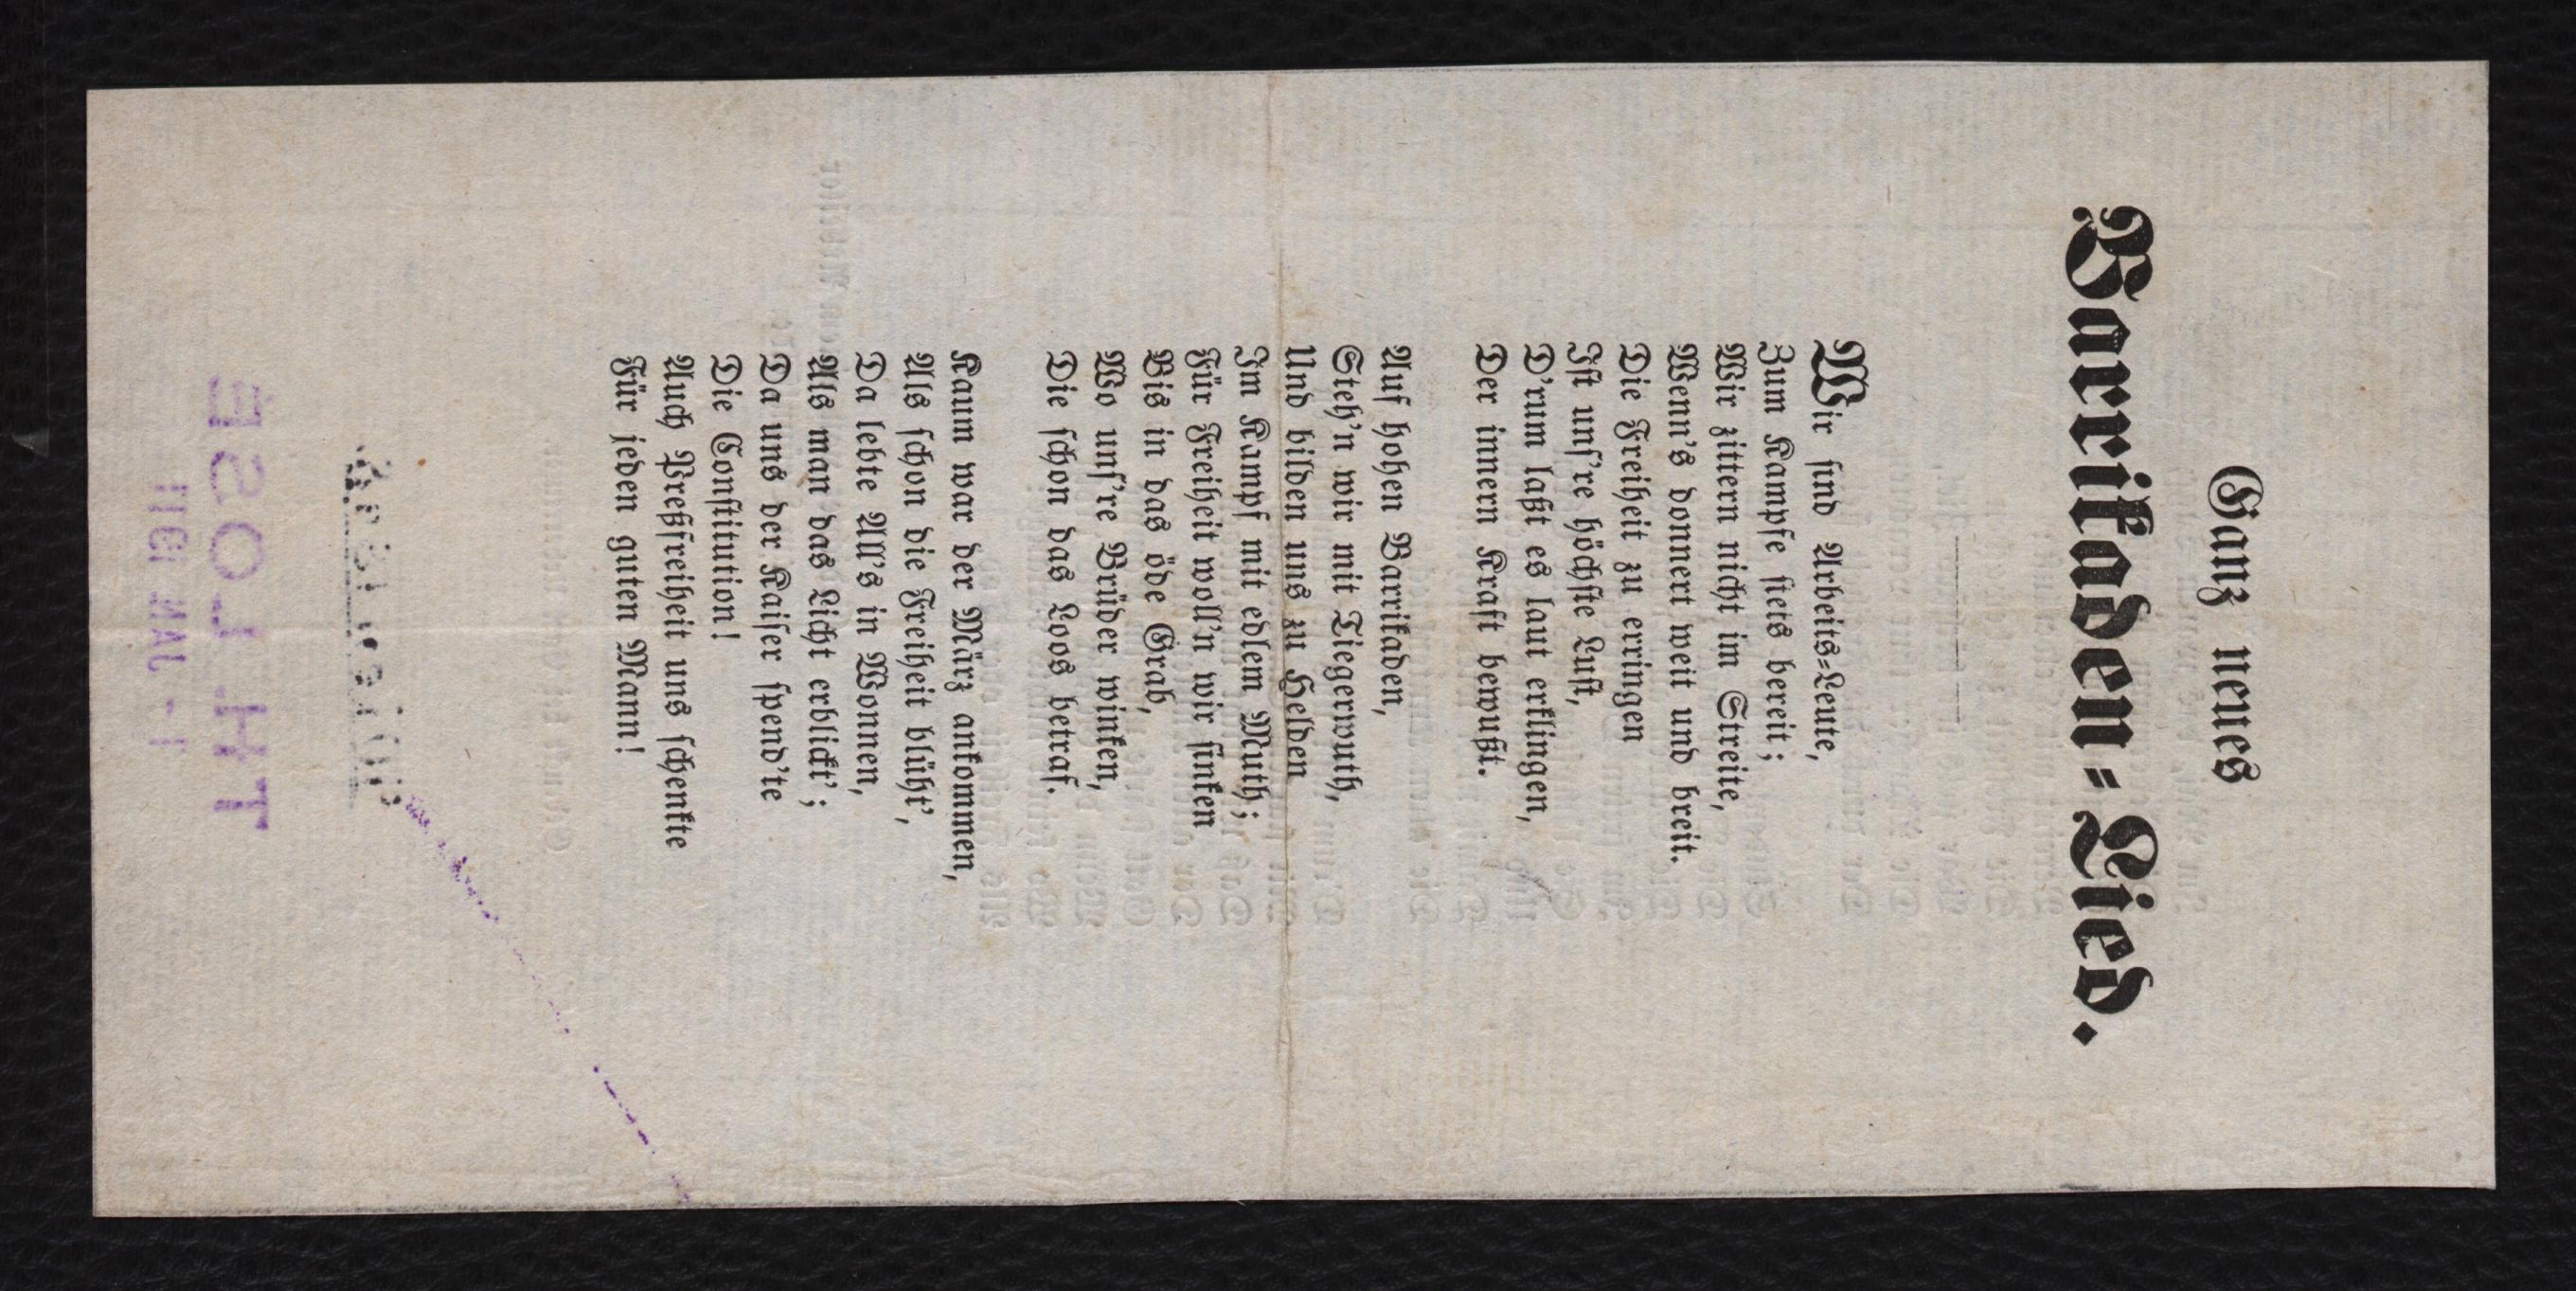 Ganz neues
Barrikaden-Lied.
Wir sind Arbeits-Leute,
Zum Kampfe stets bereit;
Wir zittern nicht im Streite,
Wenn's donnert weit und breit.
Die Freiheit zu erringen
Ist uns're höchste Lust,
D'rum laßt es laut erklingen,
Der innern Kraft bewußt.
Auf hohen Barrikaden,
Steh'n wir mit Tiegerwuth,
Und bilden uns zu Helden
Im Kampf mit edlem Muth;
Für Freiheit woll'n wir sinken
Bis in das öde Grab,
Wo uns're Brüder winken,
Die schon das Loos betraf.
Kaum war der März ankommen,
Als schon die Freiheit blüht',
Da lebte All's in Wonnen,
Als man das Licht erblickt';
Da uns der Kaiser spend'te
Die Constitution!
Auch Preßfreiheit uns schenkte
Für jeden guten Mann!